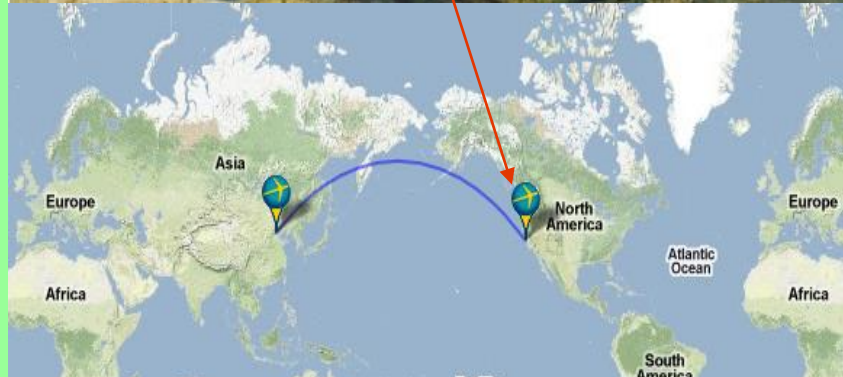 Asia
Europe
North
America
Europe
Atlantic
Ocean
Africa
Africa
South
America